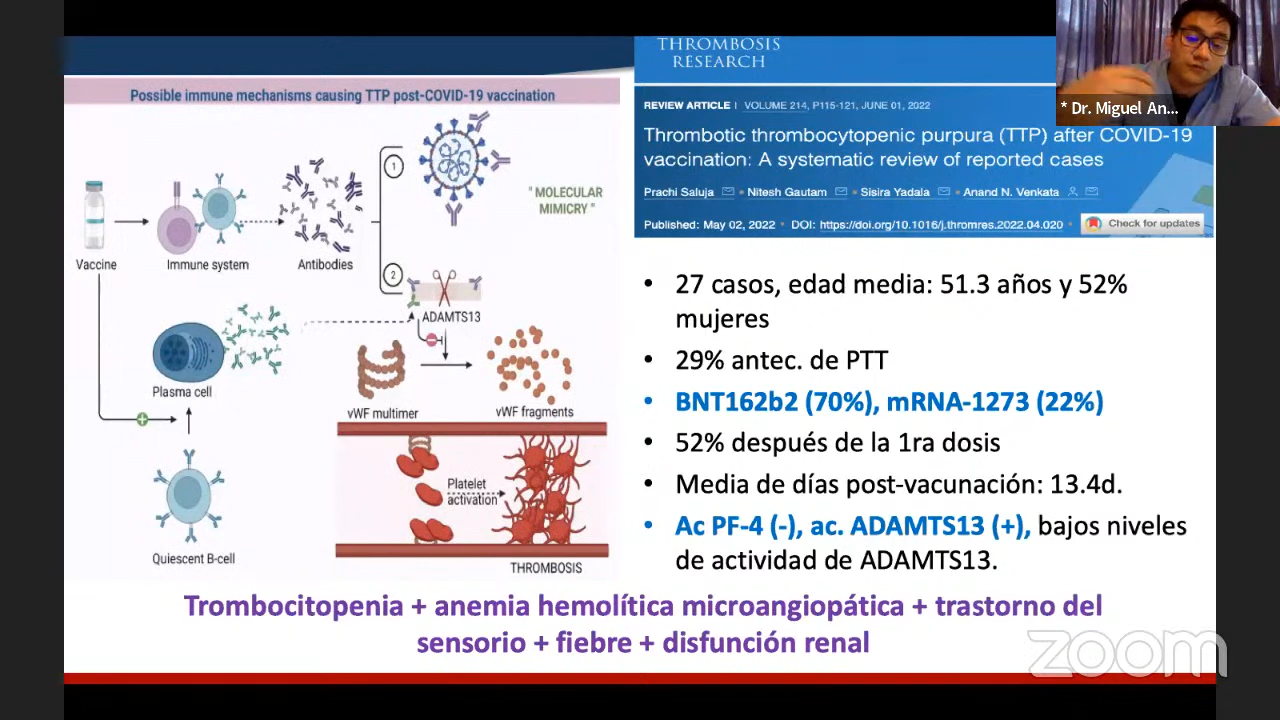 Possible immune mechanisms causing TTP post-COVID-19 vaccination
1
" MOLECULAR
MIMICRY "
Vaccine
Immune system
Antibodies
2
ADAMTS13
Plasma cell
vWF multimer
vWF fragments
Platelet
activation
Quiescent B-cell
THROMBOSIS
THROMBOSIS
RESEARCH
* Dr. Miguel An...
REVIEW ARTICLE | VOLUME 214, P115-121, JUNE 01, 2022
Thrombotic thrombocytopenic purpura (TTP) after COVID-19
vaccination: A systematic review of reported cases
Prachi Saluja • Nitesh Gautam • Sisira Yadala • Anand N. Venkata
Published: May 02, 2022 • DOI: https://doi.org/10.1016/j.thromres.2022.04.020 •
Check for updates
• 27 casos, edad media: 51.3 años y 52%
mujeres
• 29% antec. de PTT
• BNT162b2 (70%), mRNA-1273 (22%)
• 52% después de la 1ra dosis
• Media de días post-vacunación: 13.4d.
• Ac PF-4 (-), ac. ADAMTS13 (+), bajos niveles
de actividad de ADAMTS13.
Trombocitopenia + anemia hemolítica microangiopática + trastorno del
sensorio + fiebre + disfunción renal
zoom